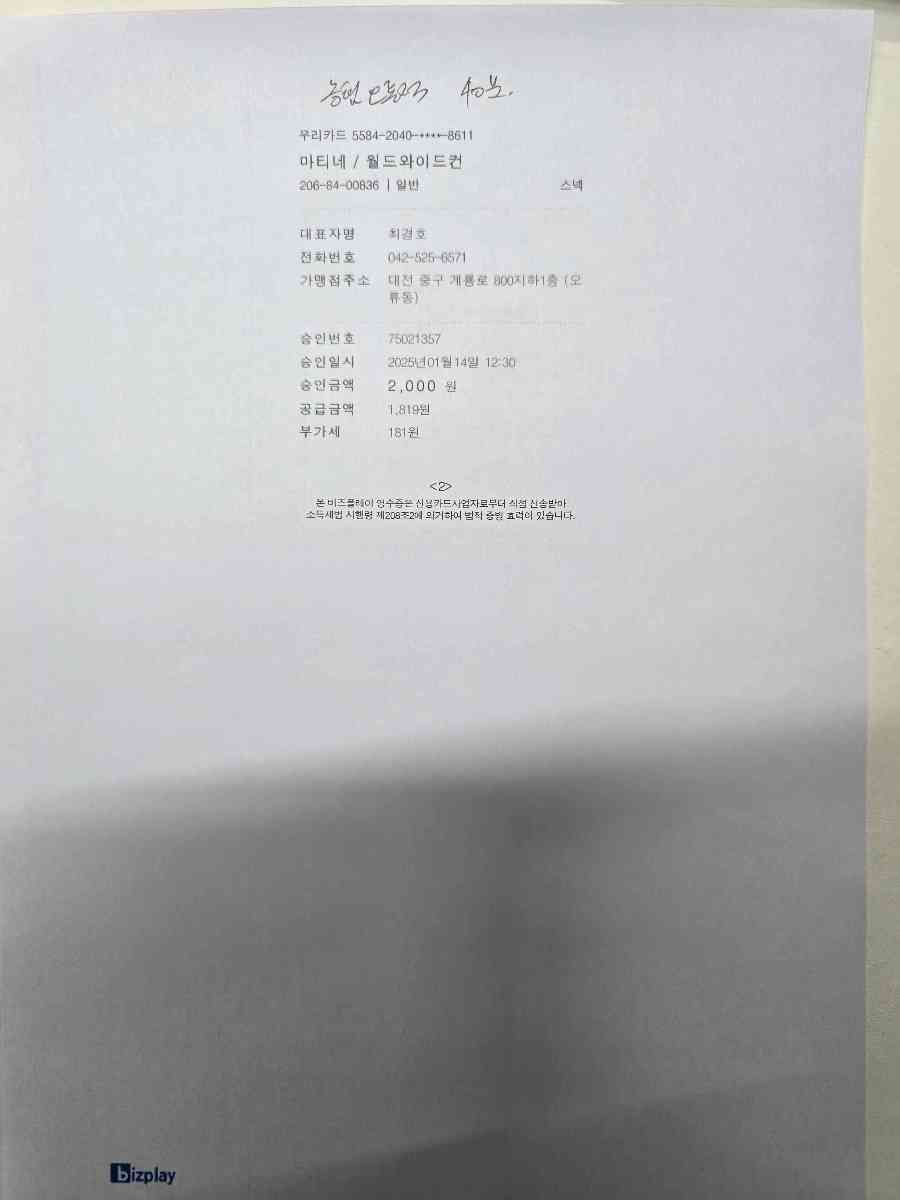 우리카드 5584-2040-****-8611
마티네 / 월드와이드컨
206-84-00836 | 일반 스넥
대표자명 최경호
전화번호 042-525-6571
가맹점주소 대전 중구 계룡로 800지하1층 (오
류동)
승인번호 75021357
승인일시 2025년01월14일 12:30
승인금액 2,000 원
공급금액 1,819원
부가세 181원
<2>
본 비즈플레이 영수증은 신용카드사업자로부터 직접 전송받아
소득세법 시행령 제208조2에 의거하여 법적 증빙 효력이 있습니다.
bizplay